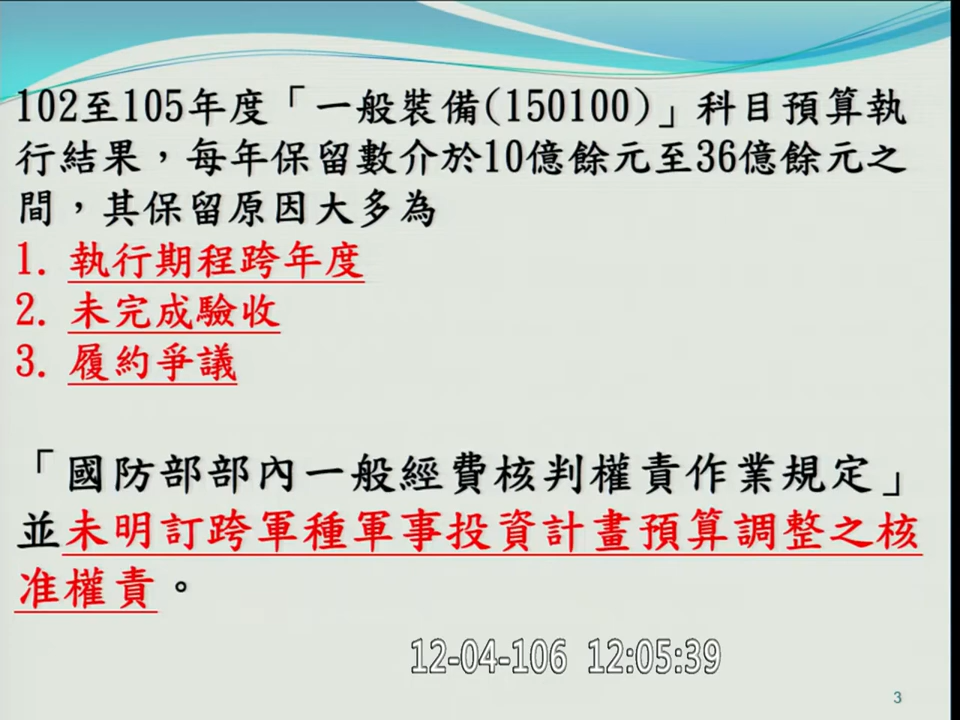 102至105年度「一般裝備(150100)」科目預算執
行結果，每年保留數介於10億餘元至36億餘元之
間，其保留原因大多為
1. 執行期程跨年度
2. 未完成驗收
3. 履約爭議
「國防部部內一般經費核判權責作業規定」
並未明訂跨軍種軍事投資計畫預算調整之核
准權責。
12-04-106 12:05:39
3